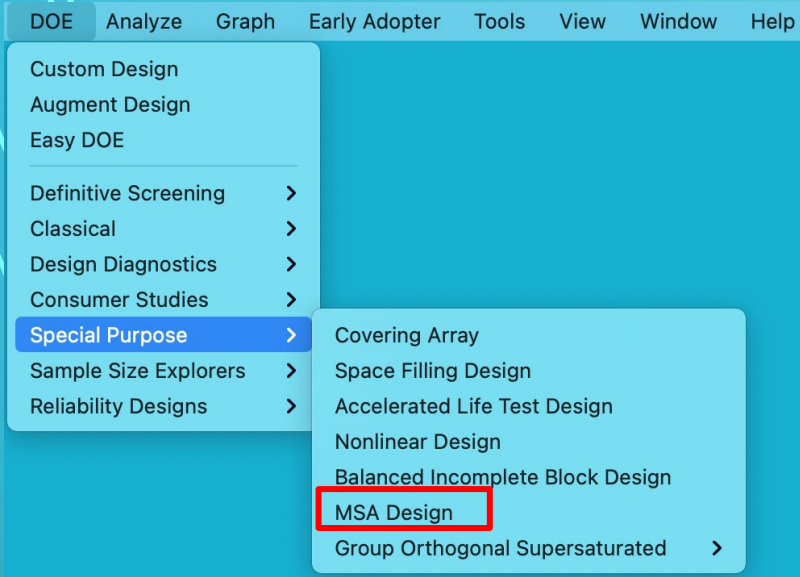 DOE Analyze Graph Early Adopter Tools View Window Help
Custom Design
Augment Design
Easy DOE
Definitive Screening
Classical
Design Diagnostics
Consumer Studies
Special Purpose
Sample Size Explorers
Reliability Designs
Covering Array
Space Filling Design
Accelerated Life Test Design
Nonlinear Design
Balanced Incomplete Block Design
MSA Design
Group Orthogonal Supersaturated